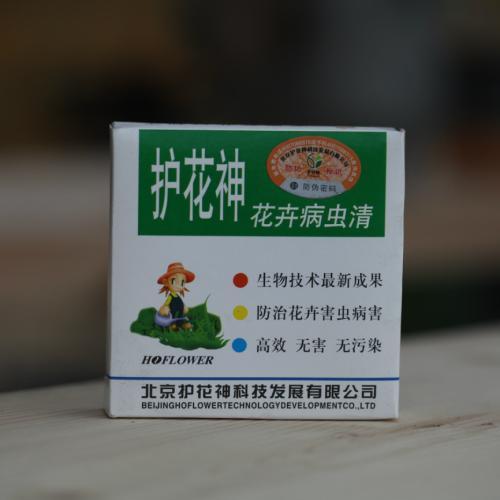 护花神
花卉病虫清
防伪密码
生物技术最新成果
防治花卉害虫病害
高效 无害 无污染
HOFLOWER
北京护花神科技发展有限公司
BEIJINGHOFLOWERTECHNOLOGYDEVELOPMENTCO.,LTD